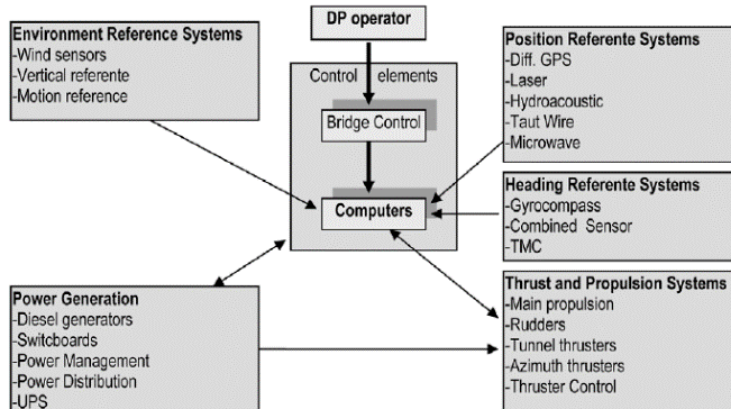 DP operator
Environment Reference Systems
-Wind sensors
-Vertical referente
-Motion reference
Control elements
Bridge Control
Computers
Position Referente Systems
-Diff. GPS
-Laser
-Hydroacoustic
-Taut Wire
-Microwave
Heading Referente Systems
-Gyrocompass
-Combined Sensor
-TMC
Power Generation
-Diesel generators
-Switcboards
-Power Management
-Power Distribution
-UPS
Thrust and Propulsion Systems
-Main propulsion
-Rudders
-Tunnel thrusters
-Azimuth thrusters
-Thruster Control